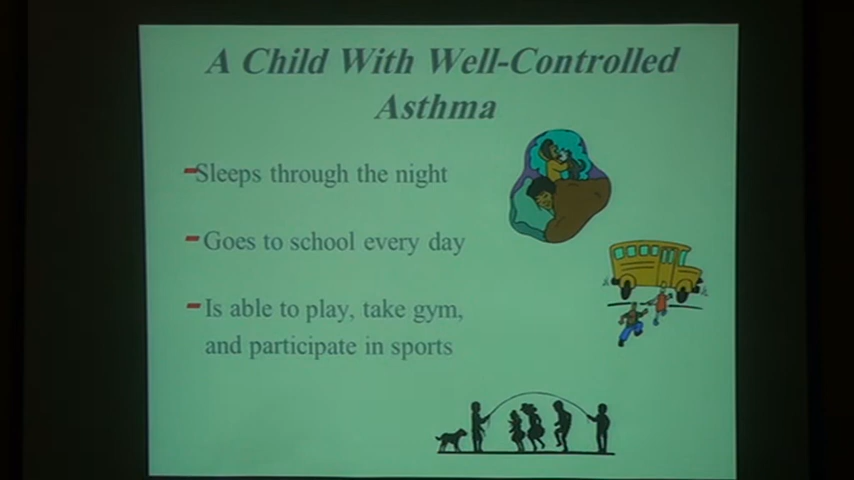 A Child With Well-Controlled
Asthma
Sleeps through the night
Goes to school every day
Is able to play, take gym,
and participate in sports